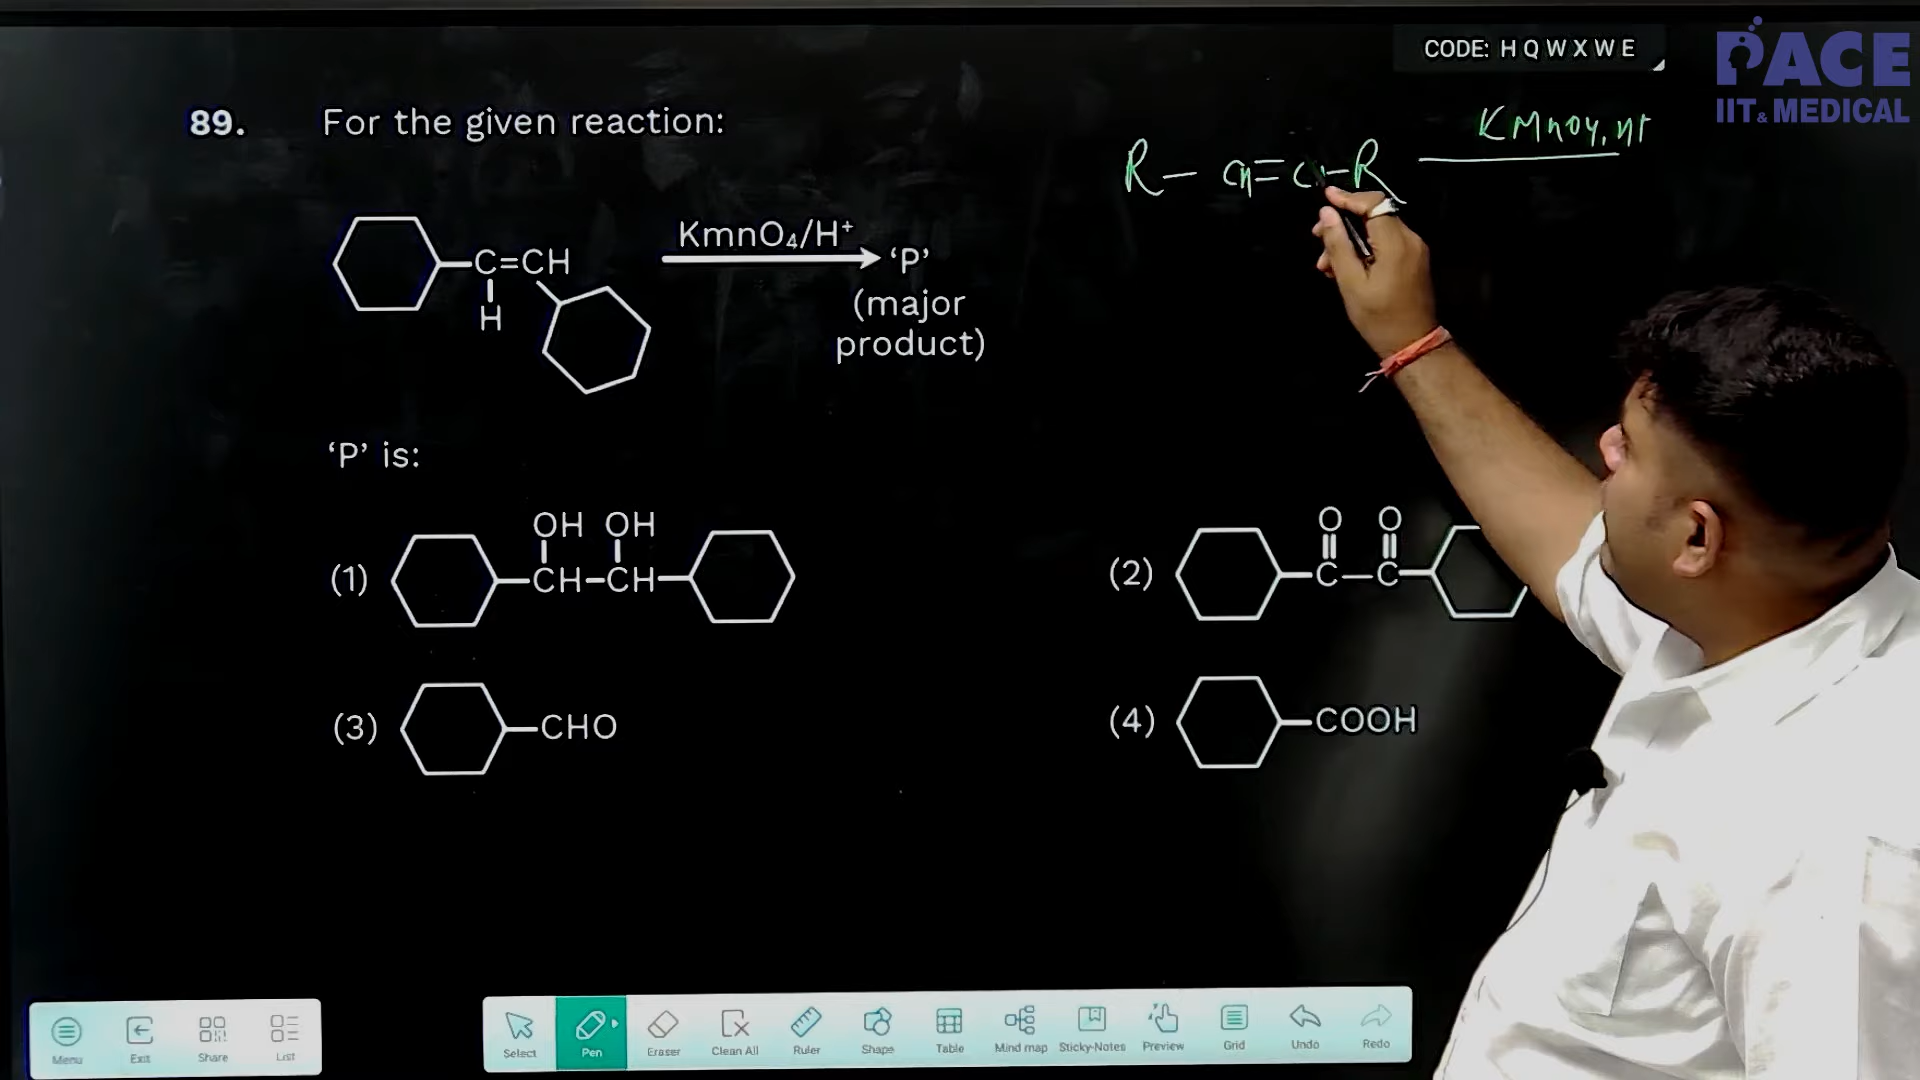 CODE: HQWXWE
PACE
IIT & MEDICAL
89. For the given reaction:
R - CH = CH - R KMnO4, H+
C=CH
H
KmnO₄/H⁺
'P'
(major
product)
'P' is:
(1) OH OH
CH-CH
(2) O O
C-C
(3) CHO
(4) COOH
Menu Exit Share List
Select Pen Eraser Clean All Ruler Shape Table Mind map Sticky-Notes Preview Grid Undo Redo